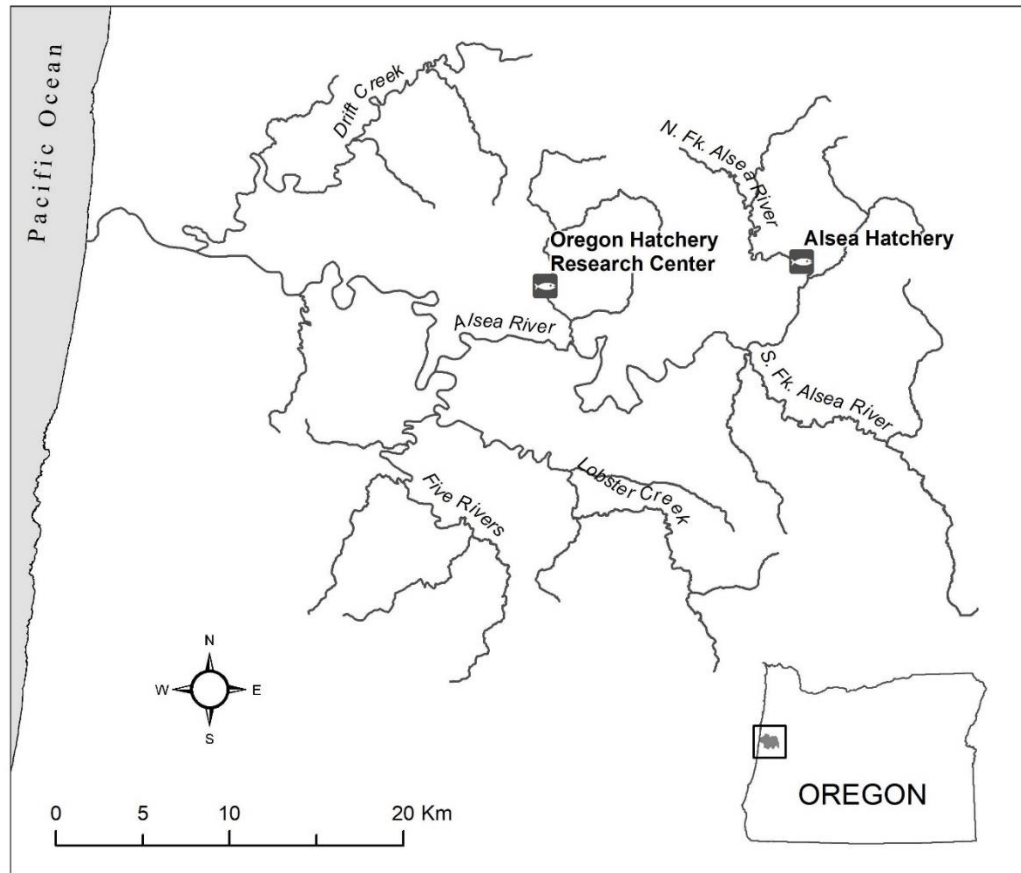 Pacific Ocean
Drift Creek
N. Fk. Alsea River
Oregon Hatchery
Research Center
Alsea Hatchery
Alsea River
S. Fk. Alsea River
Lobster Creek
Five Rivers
N
W E
S
0 5 10 20 Km
OREGON